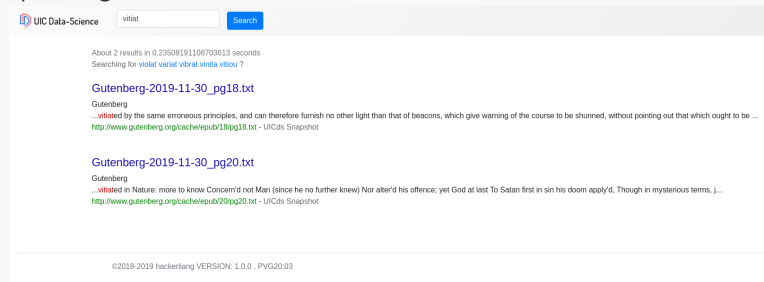 UIC Data-Science
vitiat
Search
About 2 results in 0.23508191108703613 seconds
Searching for violat variat vibrat vinita vitiou ?
Gutenberg-2019-11-30_pg18.txt
Gutenberg
...vitiated by the same erroneous principles, and can therefore furnish no other light than that of beacons, which give warning of the course to be shunned, without pointing out that which ought to be ...
http://www.gutenberg.org/cache/epub/18/pg18.txt - UICds Snapshot
Gutenberg-2019-11-30_pg20.txt
Gutenberg
...vitiated in Nature: more to know Concern'd not Man (since he no further knew) Nor alter'd his offence; yet God at last To Satan first in sin his doom apply'd, Though in mysterious terms, j...
http://www.gutenberg.org/cache/epub/20/pg20.txt - UICds Snapshot
©2018-2019 hackerliang VERSION: 1.0.0 . PVG20:03